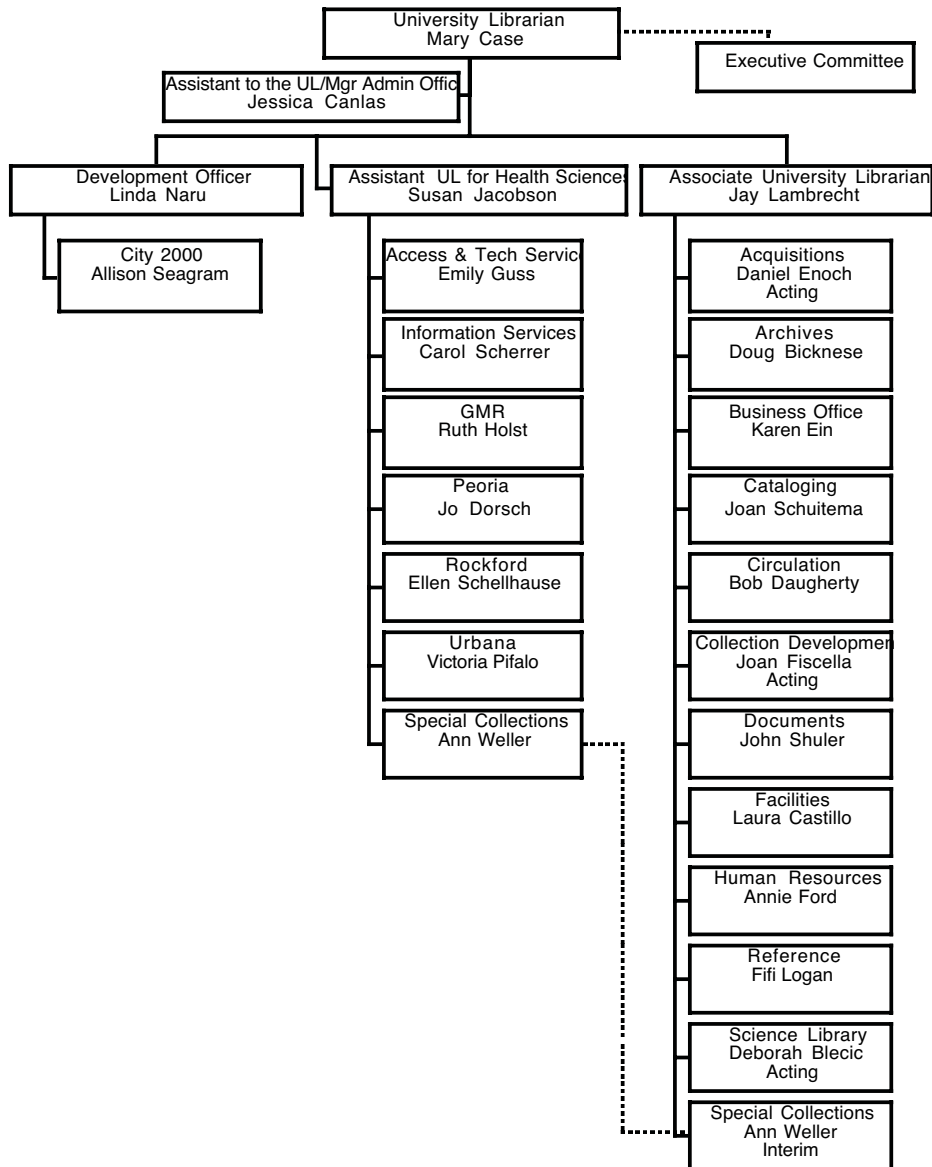 University Librarian
Mary Case
Executive Committee
Assistant to the UL/Mgr Admin Offic
Jessica Canlas
Development Officer
Linda Naru
Assistant UL for Health Sciences
Susan Jacobson
Associate University Librarian
Jay Lambrecht
City 2000
Allison Seagram
Access & Tech Service
Emily Guss
Information Services
Carol Scherrer
GMR
Ruth Holst
Peoria
Jo Dorsch
Rockford
Ellen Schellhause
Urbana
Victoria Pifalo
Special Collections
Ann Weller
Acquisitions
Daniel Enoch
Acting
Archives
Doug Bicknese
Business Office
Karen Ein
Cataloging
Joan Schuitema
Circulation
Bob Daugherty
Collection Developmen
Joan Fiscella
Acting
Documents
John Shuler
Facilities
Laura Castillo
Human Resources
Annie Ford
Reference
Fifi Logan
Science Library
Deborah Blecic
Acting
Special Collections
Ann Weller
Interim